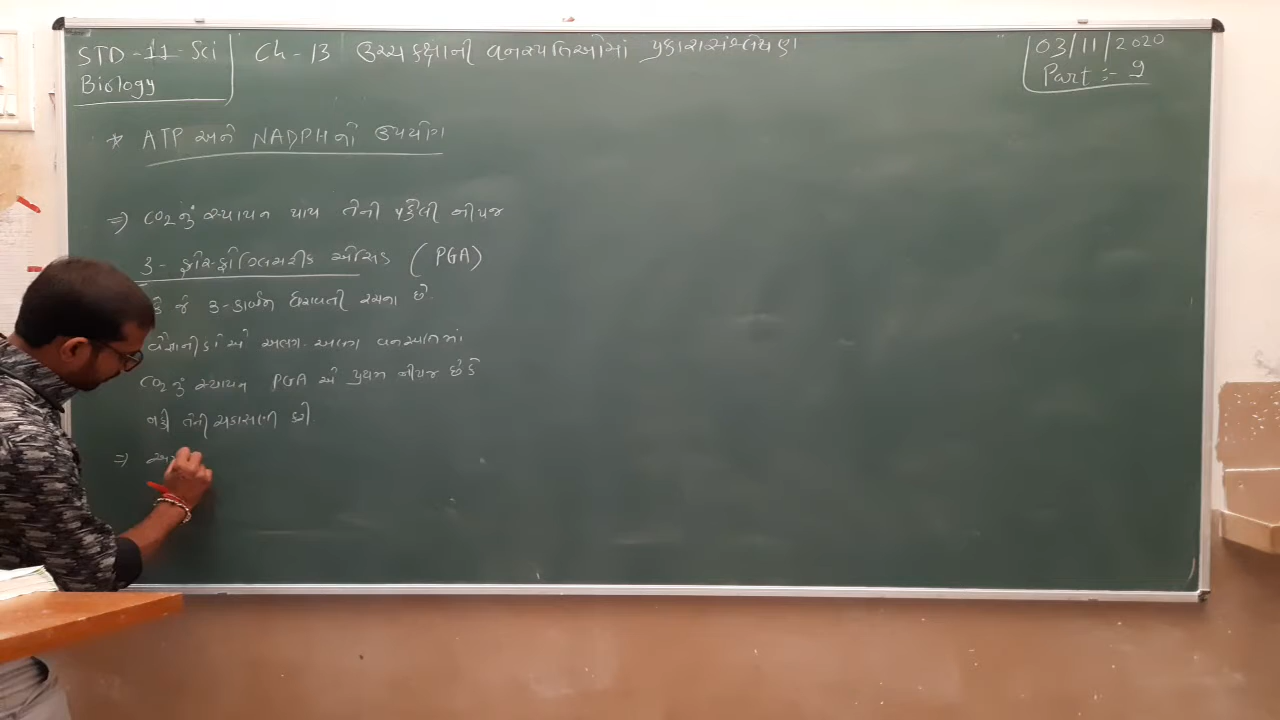 STD - 11 - Sci
Biology
Ch - 13 ઉચ્ચ કક્ષાની વનસ્પતિઓમાં પ્રકાશસંશ્લેષણ
03/11/2020
Part :- 9
* ATP અને NADPH નો ઉપયોગ
⇒ CO2 નું સ્થાપન થાય તેની પહેલી નીપજ
3 - ફોસ્ફોગ્લિસરીક એસિડ (PGA)
છે જે 3-કાર્બન ધરાવતી રચના છે.
વૈજ્ઞાનીકો એ અલગ અલગ વનસ્પતિમાં
CO2 નું સ્થાપન PGA એ પ્રથમ નીપજ છે કે
નહી તેની ચકાસણી કરી
⇒